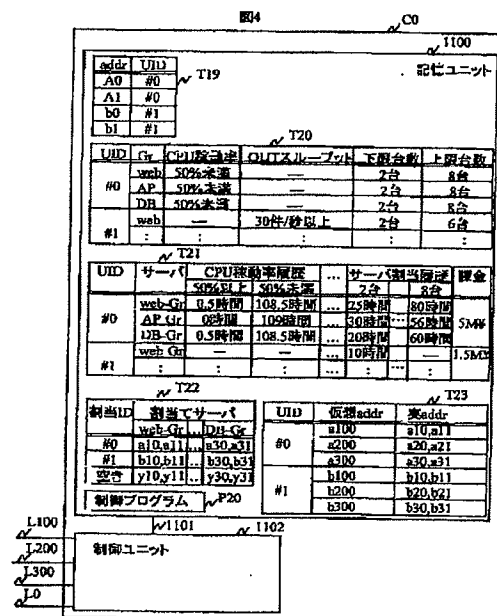 図4
C0
1100
記憶ユニット
addr UID
A0 #0
A1 #0
b0 #1
b1 #1
T19
T20
UID Gr CPU稼動率 OUTスループット 下限台数 上限台数
#0
web 50%未満 — 2台 8台
AP 50%未満 — 2台 8台
DB 50%未満 — 2台 8台
#1
web — 30件/秒以上 2台 6台
: : : : :
T21
UID サーバ CPU稼動率履歴 … サーバ割当履歴 課金
50%以上 50%未満 2台 8台
#0
web-Gr 0.5時間 108.5時間 … 25時間 … 80時間
AP-Gr 0時間 109時間 … 30時間 … 56時間 5M¥
DB-Gr 0.5時間 108.5時間 … 20時間 60時間
#1
web Gr — — … 10時間 — 1.5M¥
: : : … : … : :
T22
割当ID 割当てサーバ
web-Gr … DB-Gr
#0 a10,a11 … a30,a31
#1 b10,b11 … b30,b31
空き y10,y11 … y30,y31
制御プログラム
P20
T23
UID 仮想addr 実addr
#0
a100 a10,a11
a200 a20,a21
a300 a30,a31
#1
b100 b10,b11
b200 b20,b21
b300 b30,b31
1101
1102
制御ユニット
L100
L200
L300
L0